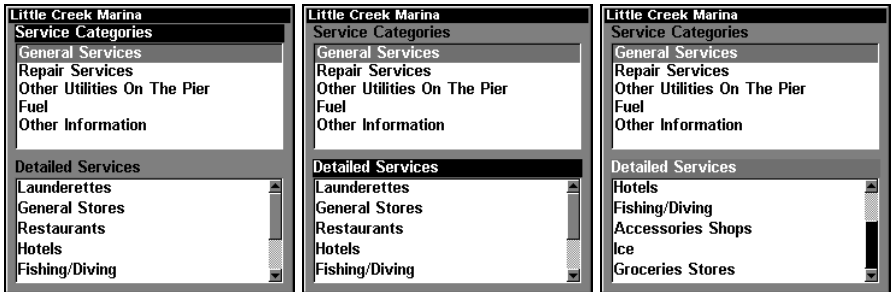 Little Creek Marina
Service Categories
General Services
Repair Services
Other Utilities On The Pier
Fuel
Other Information
Detailed Services
Launderettes
General Stores
Restaurants
Hotels
Fishing/Diving
Little Creek Marina
Service Categories
General Services
Repair Services
Other Utilities On The Pier
Fuel
Other Information
Detailed Services
Launderettes
General Stores
Restaurants
Hotels
Fishing/Diving
Little Creek Marina
Service Categories
General Services
Repair Services
Other Utilities On The Pier
Fuel
Other Information
Detailed Services
Hotels
Fishing/Diving
Accessories Shops
Ice
Groceries Stores